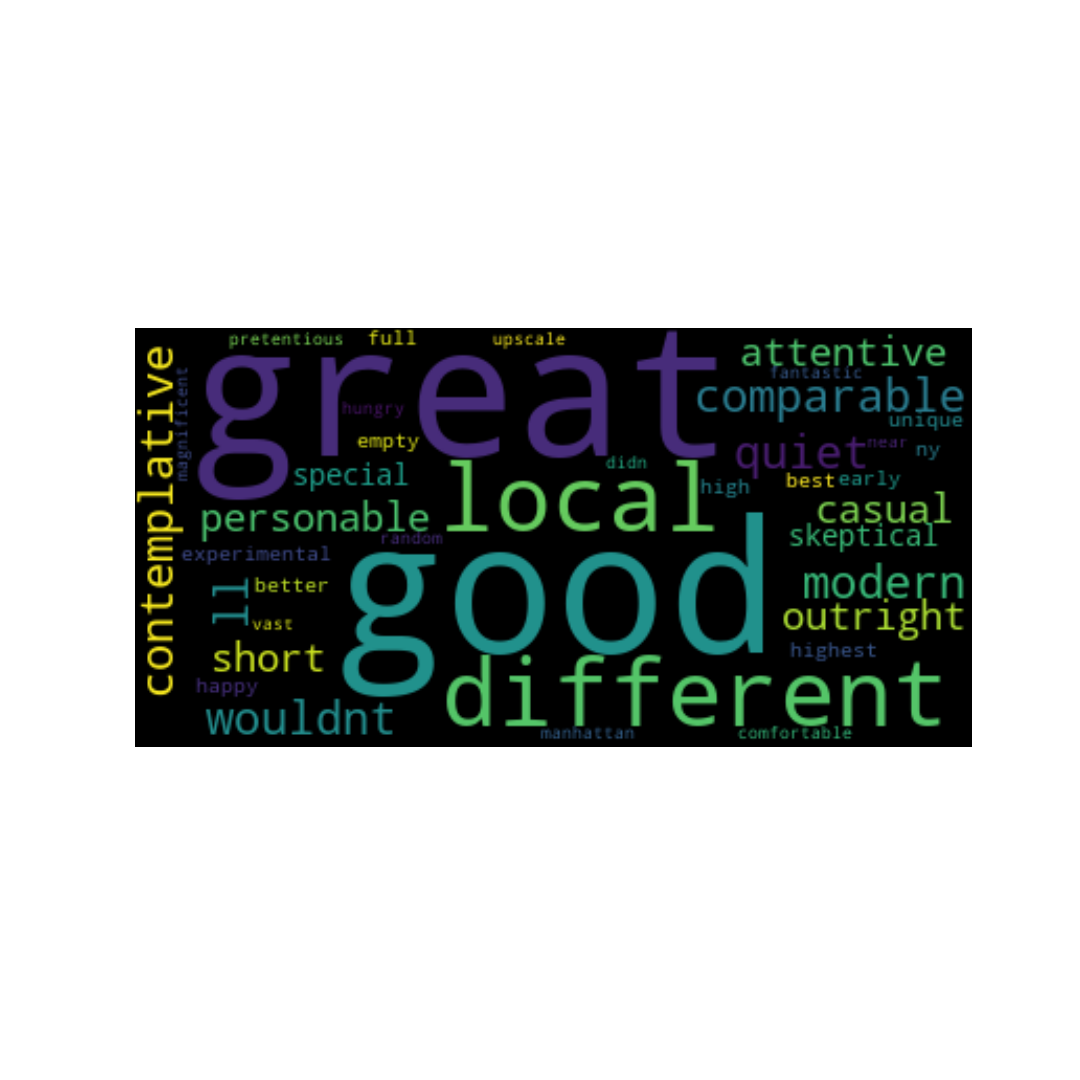 pretentious
full
upscale
great
attentive
fantastic
comparable
unique
contemplative
magnificent
hungry
empty
quiet
near
ny
special
didn
local
high
best
early
personable
casual
random
skeptical
experimental
good
ll
better
modern
vast
outright
short
highest
happy
different
wouldnt
manhattan
comfortable